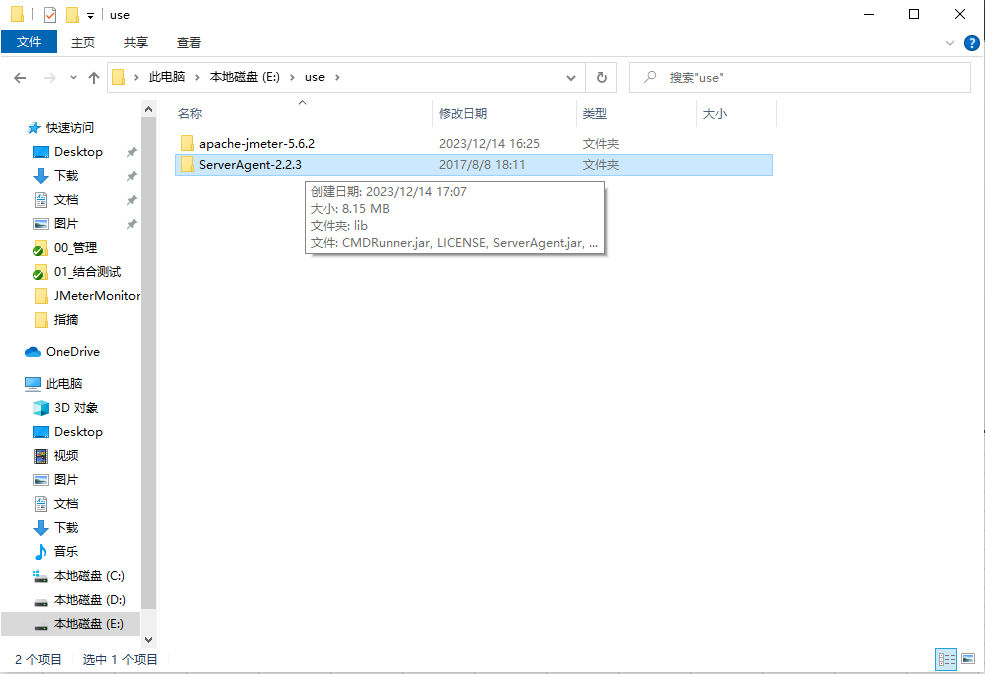 use
文件 主页 共享 查看
此电脑 本地磁盘 (E:) use
搜索"use"
名称 修改日期 类型 大小
apache-jmeter-5.6.2 2023/12/14 16:25 文件夹
ServerAgent-2.2.3 2017/8/8 18:11 文件夹
创建日期: 2023/12/14 17:07
大小: 8.15 MB
文件夹: lib
文件: CMDRunner.jar, LICENSE, ServerAgent.jar, ...
快速访问
Desktop
下载
文档
图片
00_管理
01_结合测试
JMeterMonitor
指摘
OneDrive
此电脑
3D 对象
Desktop
视频
图片
文档
下载
音乐
本地磁盘 (C:)
本地磁盘 (D:)
本地磁盘 (E:)
2 个项目 选中 1 个项目